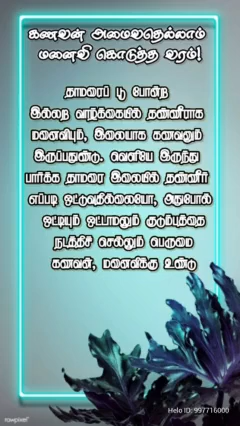 கணவன் அமைவதெல்லாம்
மனைவி கொடுத்த வரம்!
தாமரைப் பூ போன்ற
இல்லற வாழ்க்கையில் தண்ணீராக
மனைவியும், இலையாக கணவனும்
இருப்பதுண்டு. வெளியே இருந்து
பார்க்க தாமரை இலையில் தண்ணீர்
எப்படி ஒட்டுவதில்லையோ, அதுபோல்
ஒட்டியும் ஒட்டாமலும் குடும்பத்தை
நடத்திச் செல்லும் பெருமை
கணவன், மனைவிக்கு உண்டு
Helo ID: 997716000
rawpixel